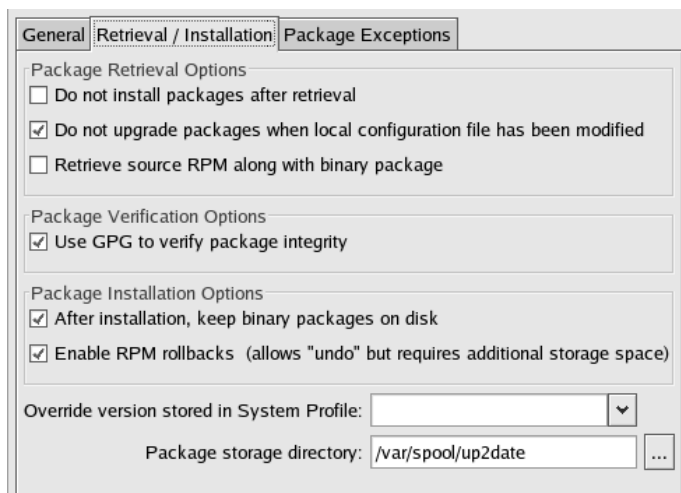 General Retrieval / Installation Package Exceptions
Package Retrieval Options
Do not install packages after retrieval
Do not upgrade packages when local configuration file has been modified
Retrieve source RPM along with binary package
Package Verification Options
Use GPG to verify package integrity
Package Installation Options
After installation, keep binary packages on disk
Enable RPM rollbacks (allows "undo" but requires additional storage space)
Override version stored in System Profile:
Package storage directory: /var/spool/up2date ...